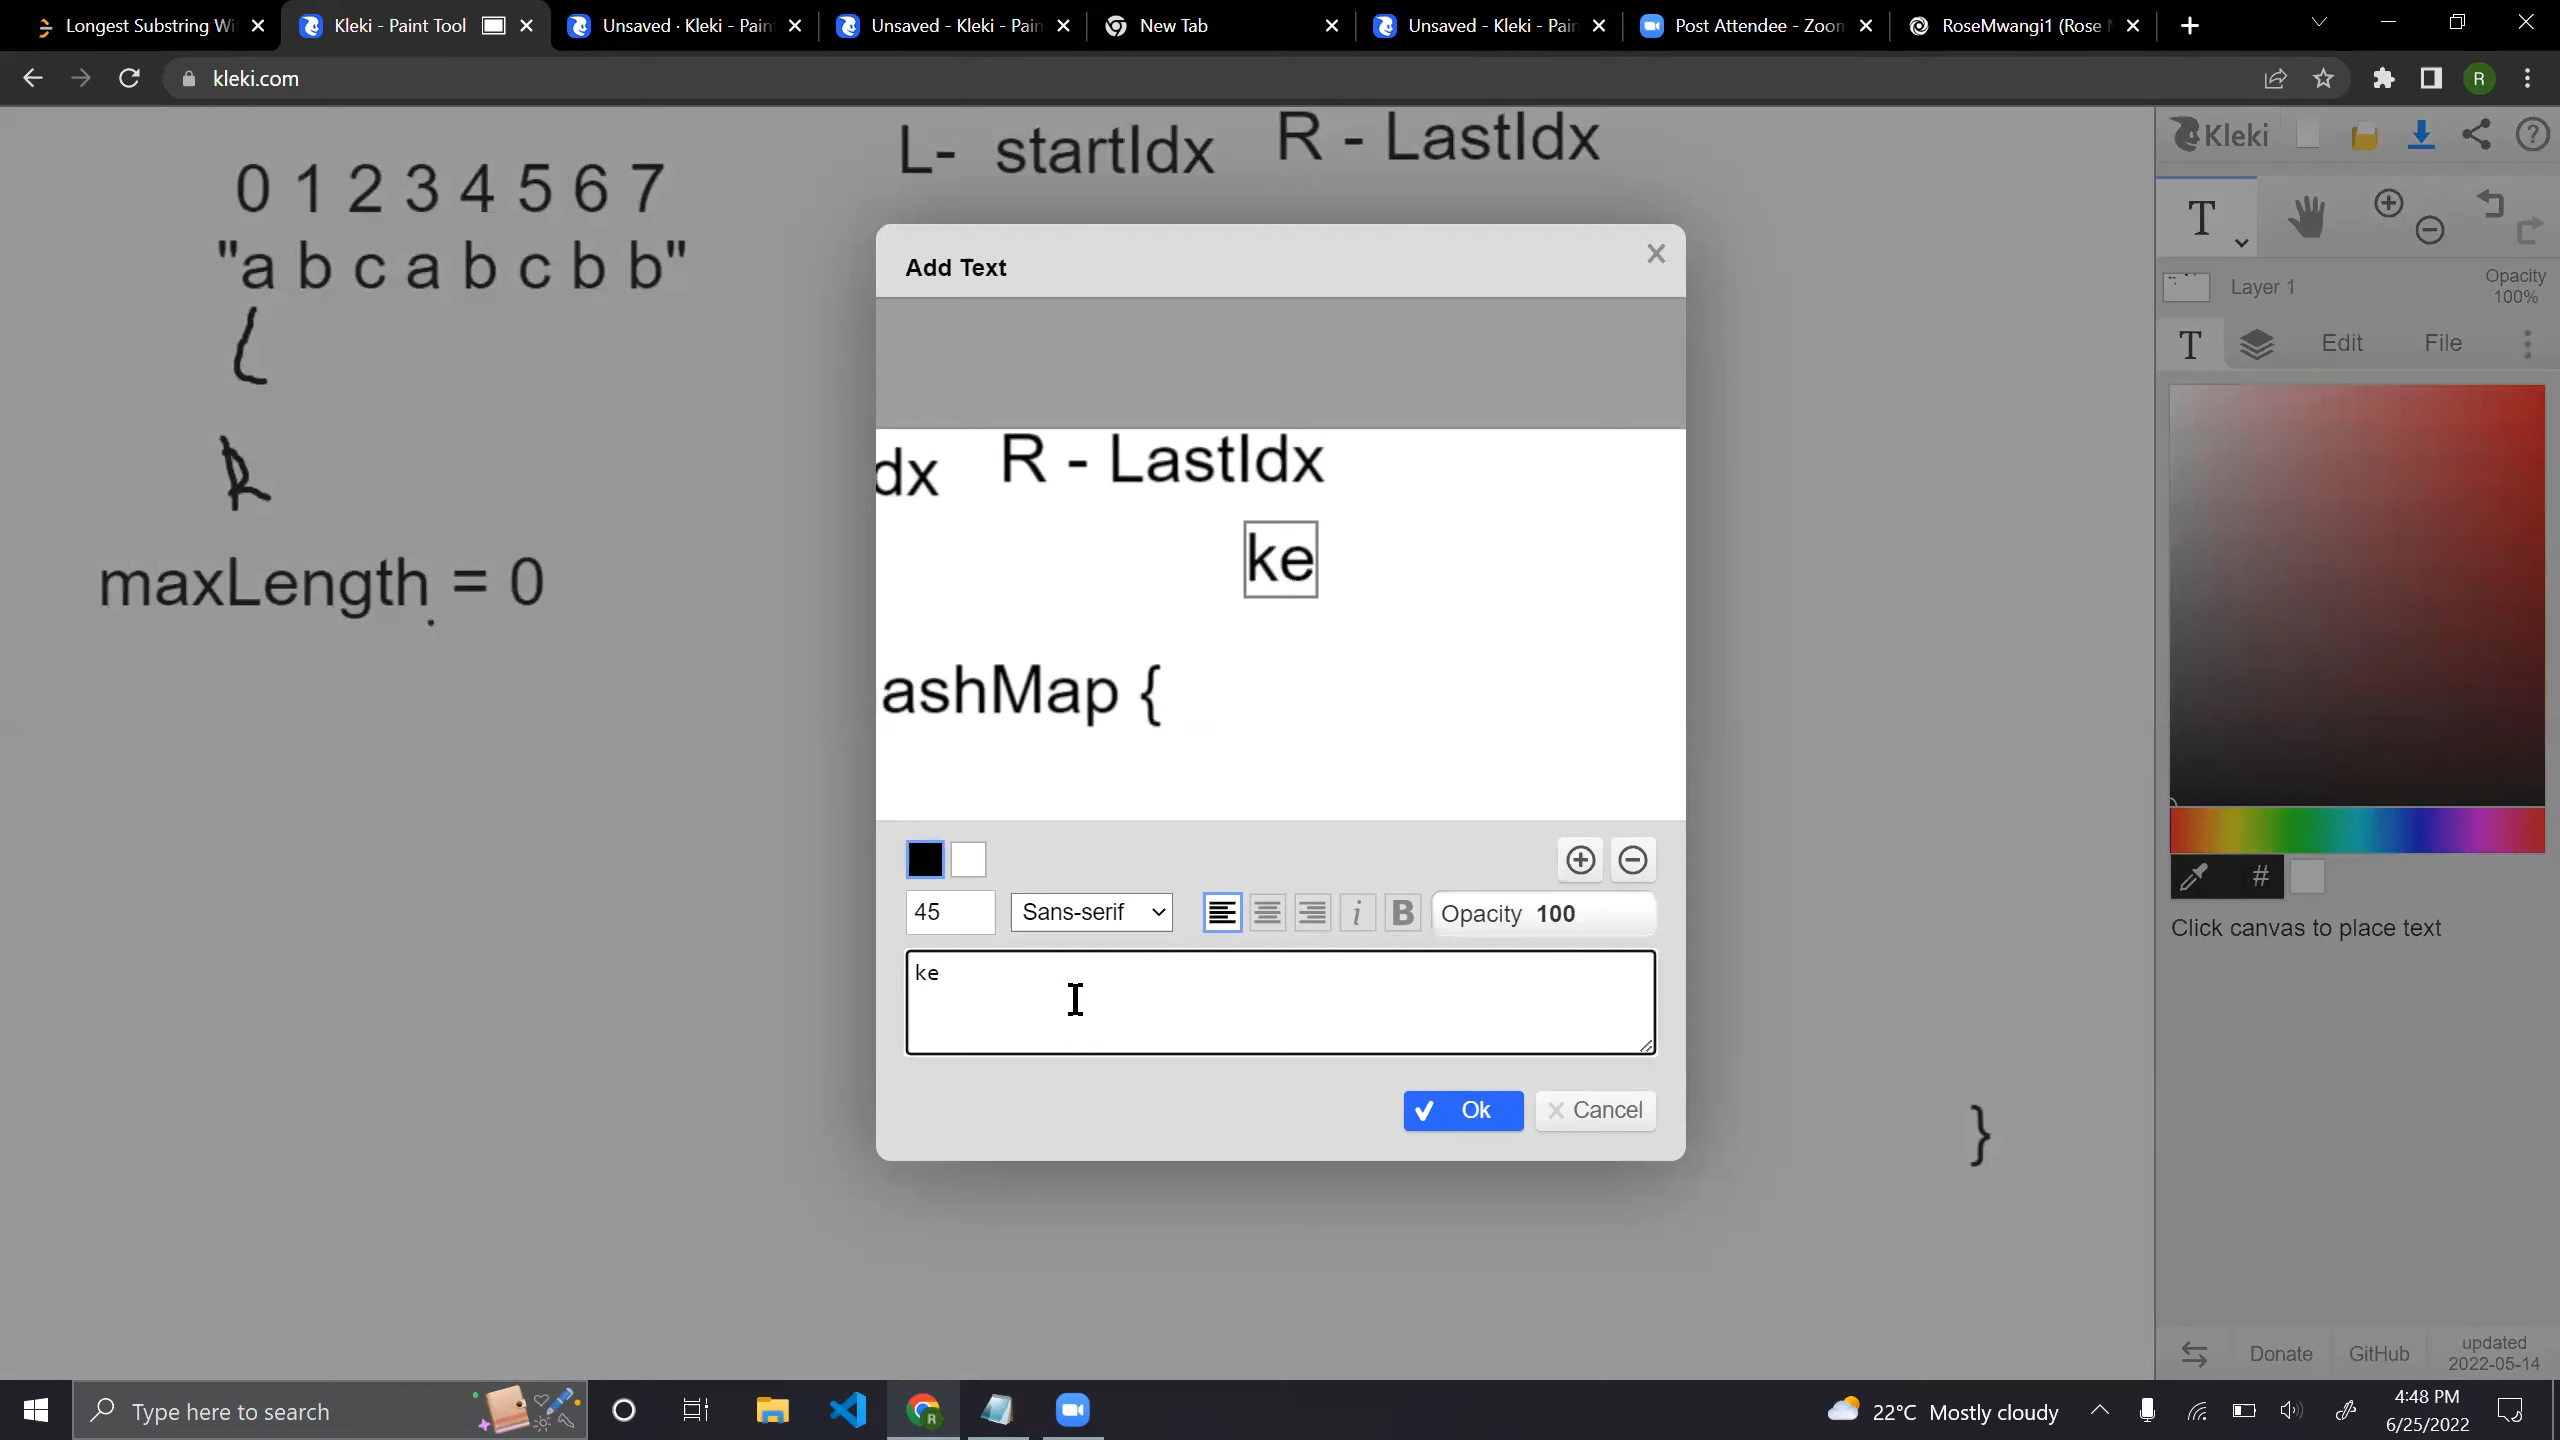 Longest Substring Wi
Kleki - Paint Tool
Unsaved · Kleki - Pain
Unsaved - Kleki - Pain
New Tab
Unsaved - Kleki - Pain
Post Attendee - Zoom
RoseMwangi1 (Rose
kleki.com
R
L- startIdx R - LastIdx
0 1 2 3 4 5 6 7
"a b c a b c b b"
L
R
maxLength = 0
Add Text
dx R - LastIdx
ke
ashMap {
45
Sans-serif
i
B
Opacity 100
ke
Ok
Cancel
}
Kleki
T
Layer 1
Opacity
100%
T
Edit
File
#
Click canvas to place text
Donate
GitHub
updated
2022-05-14
Type here to search
R
22°C Mostly cloudy
4:48 PM
6/25/2022